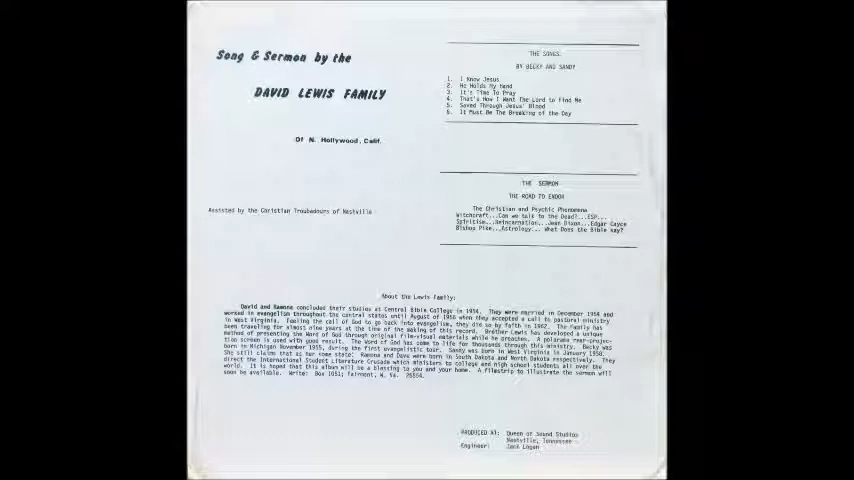 Song & Sermon by the
DAVID LEWIS FAMILY
Of N. Hollywood, Calif.
Assisted by the Christian Troubadours of Nashville
THE SONGS
BY BECKY AND SANDY
1. I Know Jesus
2. He Holds My Hand
3. It's Time To Pray
4. That's How I Want The Lord to Find Me
5. Saved Through Jesus' Blood
6. It Must Be The Breaking of the Day
THE SERMON
THE ROAD TO ENDOR
The Christian and Psychic Phenomena
Witchcraft...Can we talk to the Dead?...ESP...
Spiritism...Reincarnation...Jean Dixon...Edgar Cayce
Bishop Pike...Astrology... What Does the Bible say?
About the Lewis Family:
David and Ramona concluded their studies at Central Bible College in 1954. They were married in December 1954 and
worked in evangelism throughout the central states until August of 1956 when they accepted a call to pastoral ministry
in West Virginia. Feeling the call of God to go back into evangelism, they did so by faith in 1962. The Family has
been traveling for almost nine years at the time of the making of this record. Brother Lewis has developed a unique
method of presenting the Word of God through original film-visual materials while he preaches. A polaramе rear-projec-
tion screen is used with good result. The Word of God has come to life for thousands through this ministry. Becky was
born in Michigan November 1955, during the first evangelistic tour. Sandy was born in West Virginia in January 1958.
She still claims that as her some state. Ramona and Dave were born in South Dakota and North Dakota respectively. They
direct the International Student Literature Crusade which ministers to college and high school students all over the
world. It is hoped that this album will be a blessing to you and your home. A filmstrip to illustrate the sermon will
soon be available. Write: Box 1051; Fairmont, W. Va. 26554.
PRODUCED AT: Queen of Sound Studios
Nashville, Tennessee
Engineer: Jack Logan